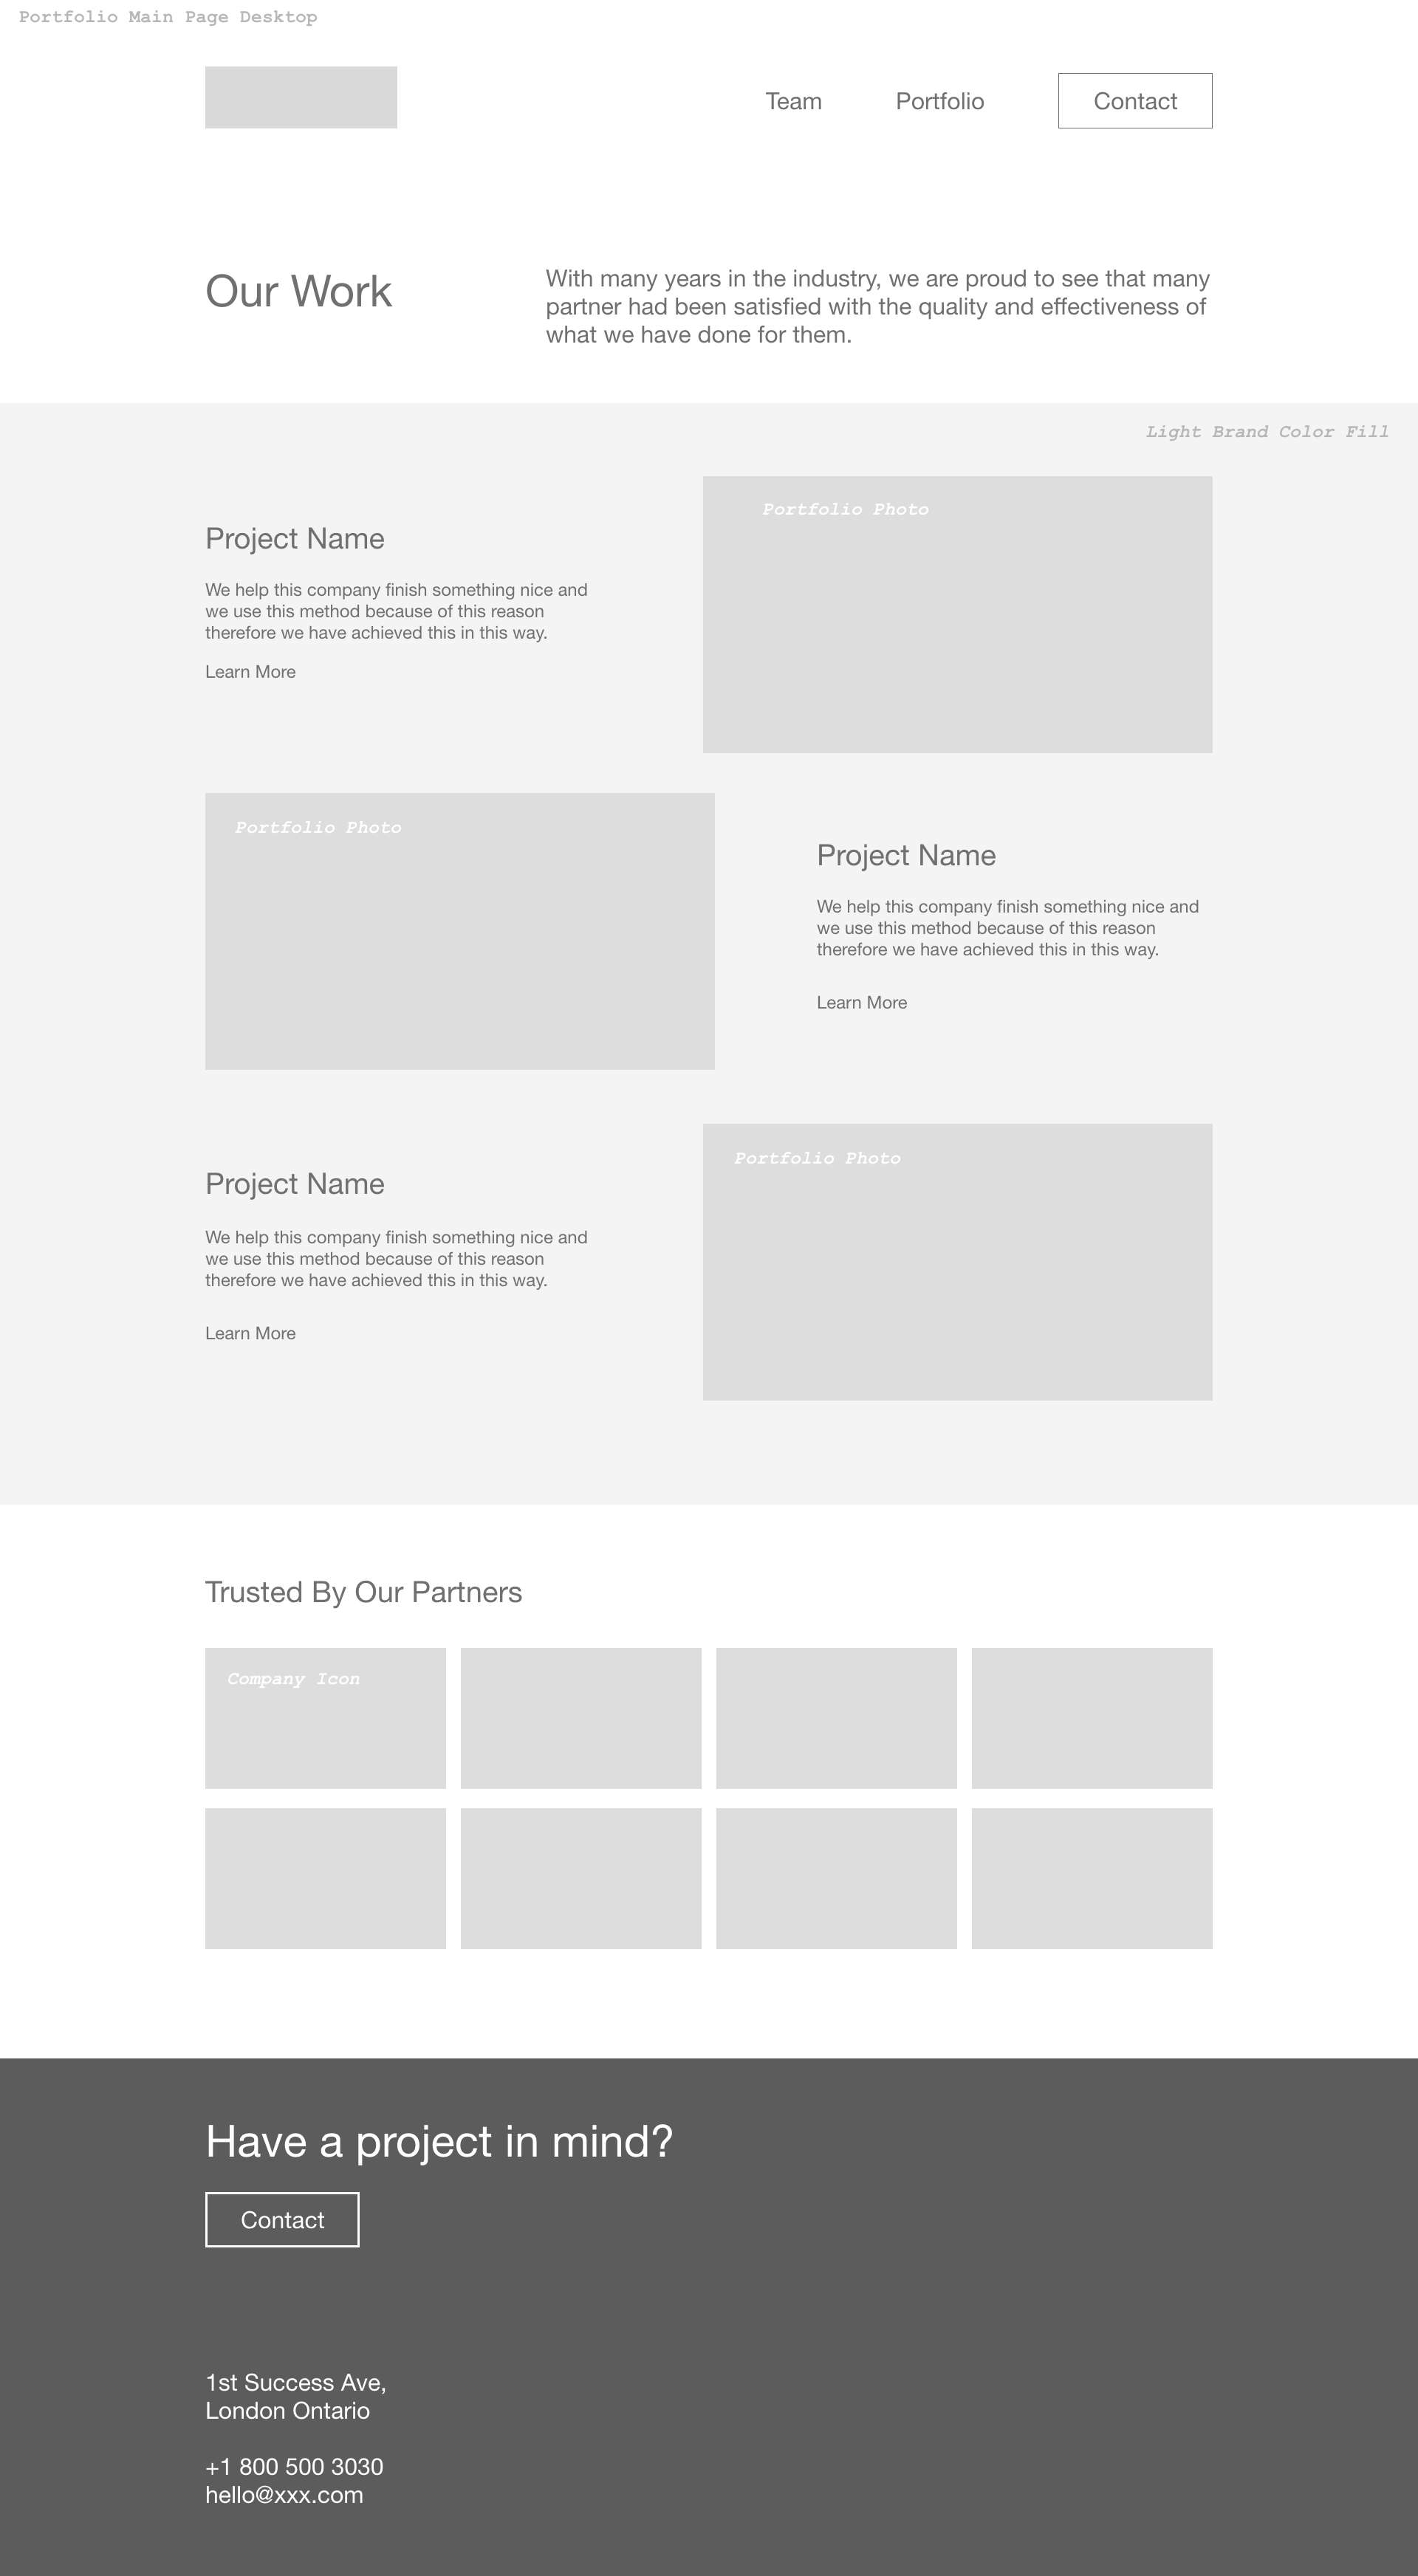 Portfolio Main Page Desktop
Team
Portfolio
Contact
Our Work
With many years in the industry, we are proud to see that many
partner had been satisfied with the quality and effectiveness of
what we have done for them.
Light Brand Color Fill
Project Name
We help this company finish something nice and
we use this method because of this reason
therefore we have achieved this in this way.
Learn More
Portfolio Photo
Portfolio Photo
Project Name
We help this company finish something nice and
we use this method because of this reason
therefore we have achieved this in this way.
Learn More
Project Name
We help this company finish something nice and
we use this method because of this reason
therefore we have achieved this in this way.
Learn More
Portfolio Photo
Trusted By Our Partners
Company Icon
Have a project in mind?
Contact
1st Success Ave,
London Ontario
+1 800 500 3030
hello@xxx.com